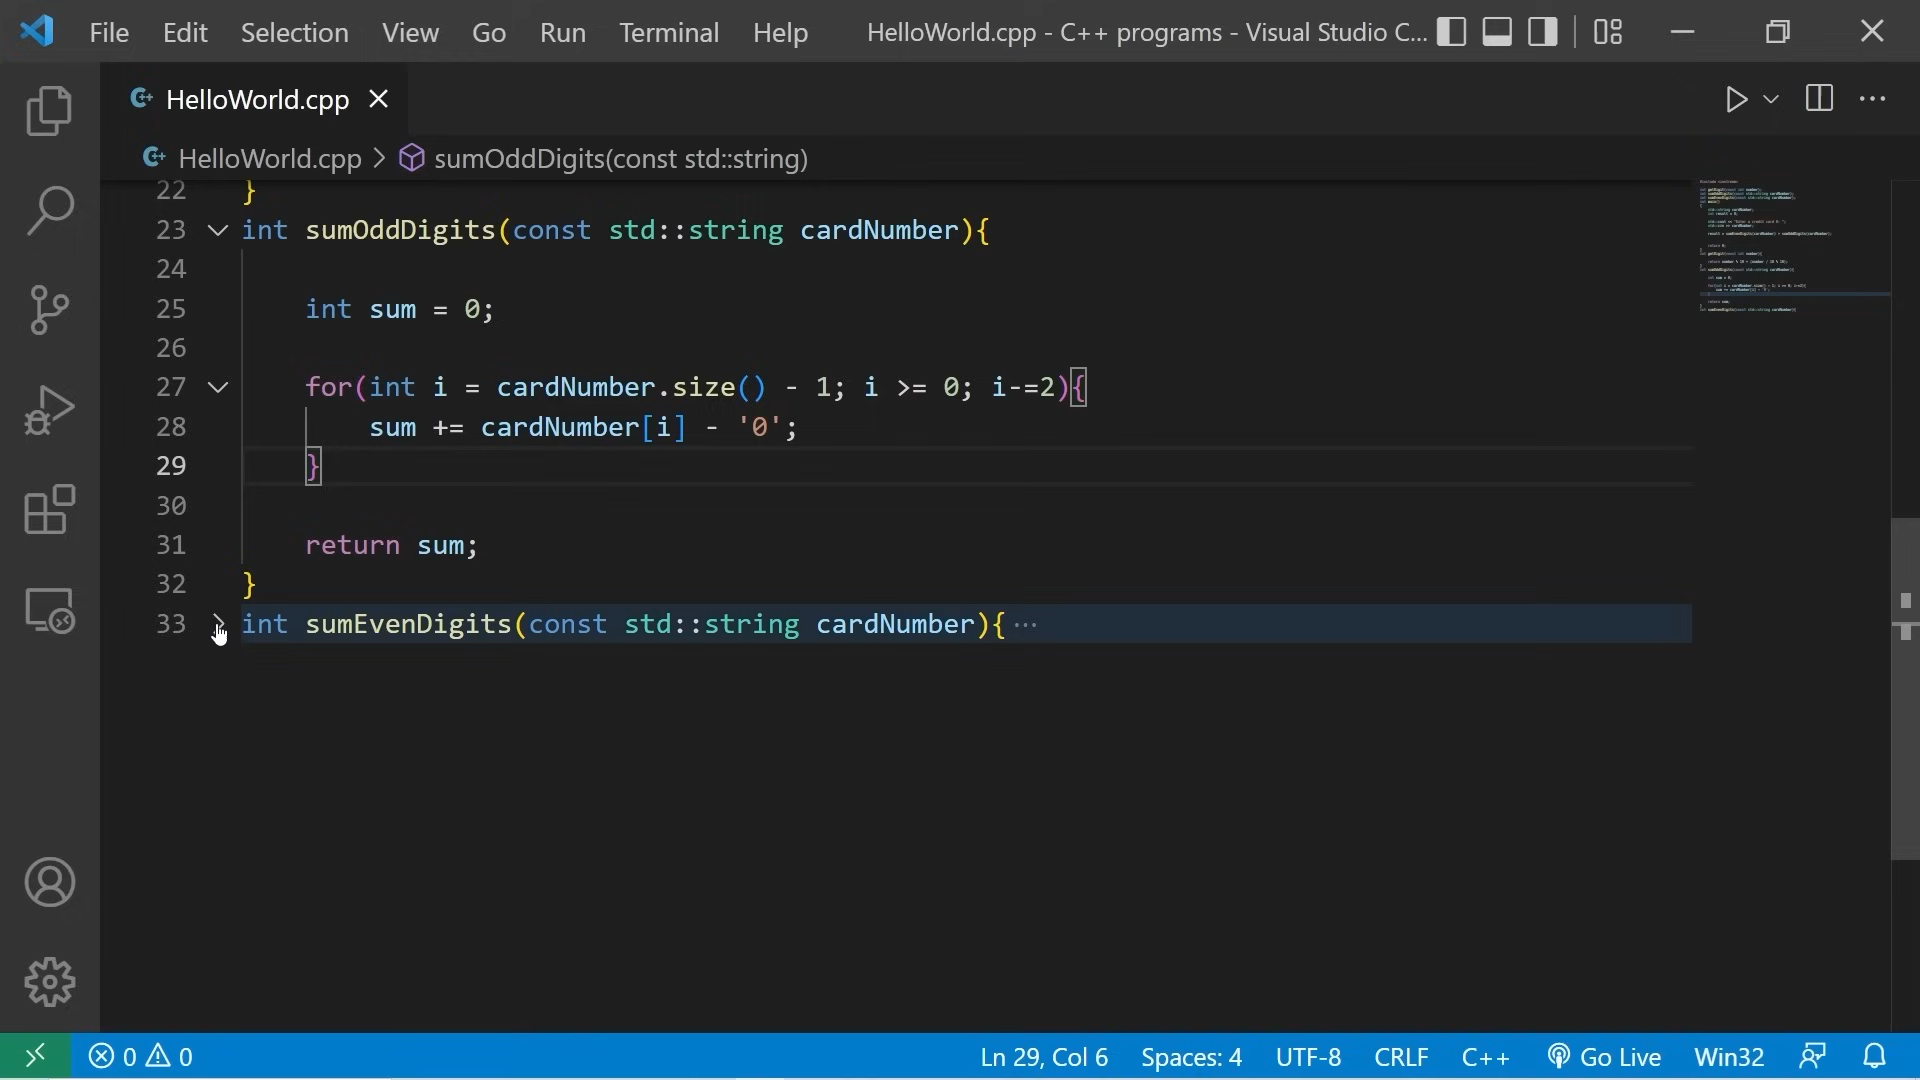 File Edit Selection View Go Run Terminal Help HelloWorld.cpp - C++ programs - Visual Studio C...
HelloWorld.cpp
HelloWorld.cpp > sumOddDigits(const std::string)
22 }
23 int sumOddDigits(const std::string cardNumber){
24
25 int sum = 0;
26
27 for(int i = cardNumber.size() - 1; i >= 0; i-=2){
28 sum += cardNumber[i] - '0';
29 }
30
31 return sum;
32 }
33 int sumEvenDigits(const std::string cardNumber){ ...
0 0 Ln 29, Col 6 Spaces: 4 UTF-8 CRLF C++ Go Live Win32